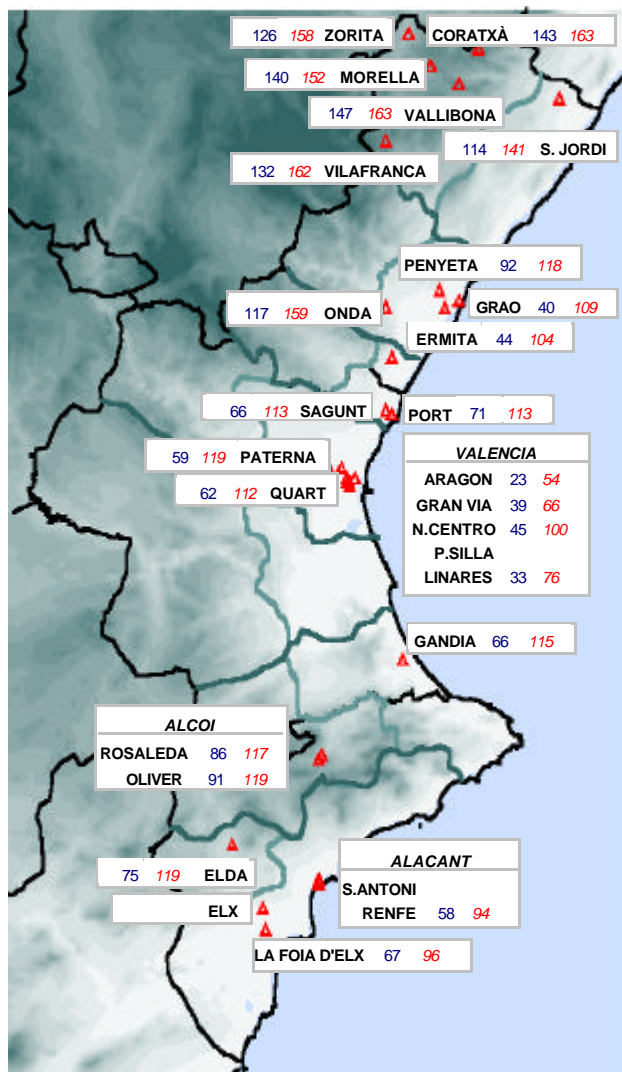 126 158 ZORITA
CORATXÀ 143 163
140 152 MORELLA
147 163 VALLIBONA
114 141 S. JORDI
132 162 VILAFRANCA
PENYETA 92 118
117 159 ONDA
GRAO 40 109
ERMITA 44 104
66 113 SAGUNT
PORT 71 113
59 119 PATERNA
62 112 QUART
VALENCIA
ARAGON 23 54
GRAN VIA 39 66
N.CENTRO 45 100
P.SILLA
LINARES 33 76
GANDIA 66 115
ALCOI
ROSALEDA 86 117
OLIVER 91 119
75 119 ELDA
ELX
ALACANT
S.ANTONI
RENFE 58 94
LA FOIA D'ELX 67 96